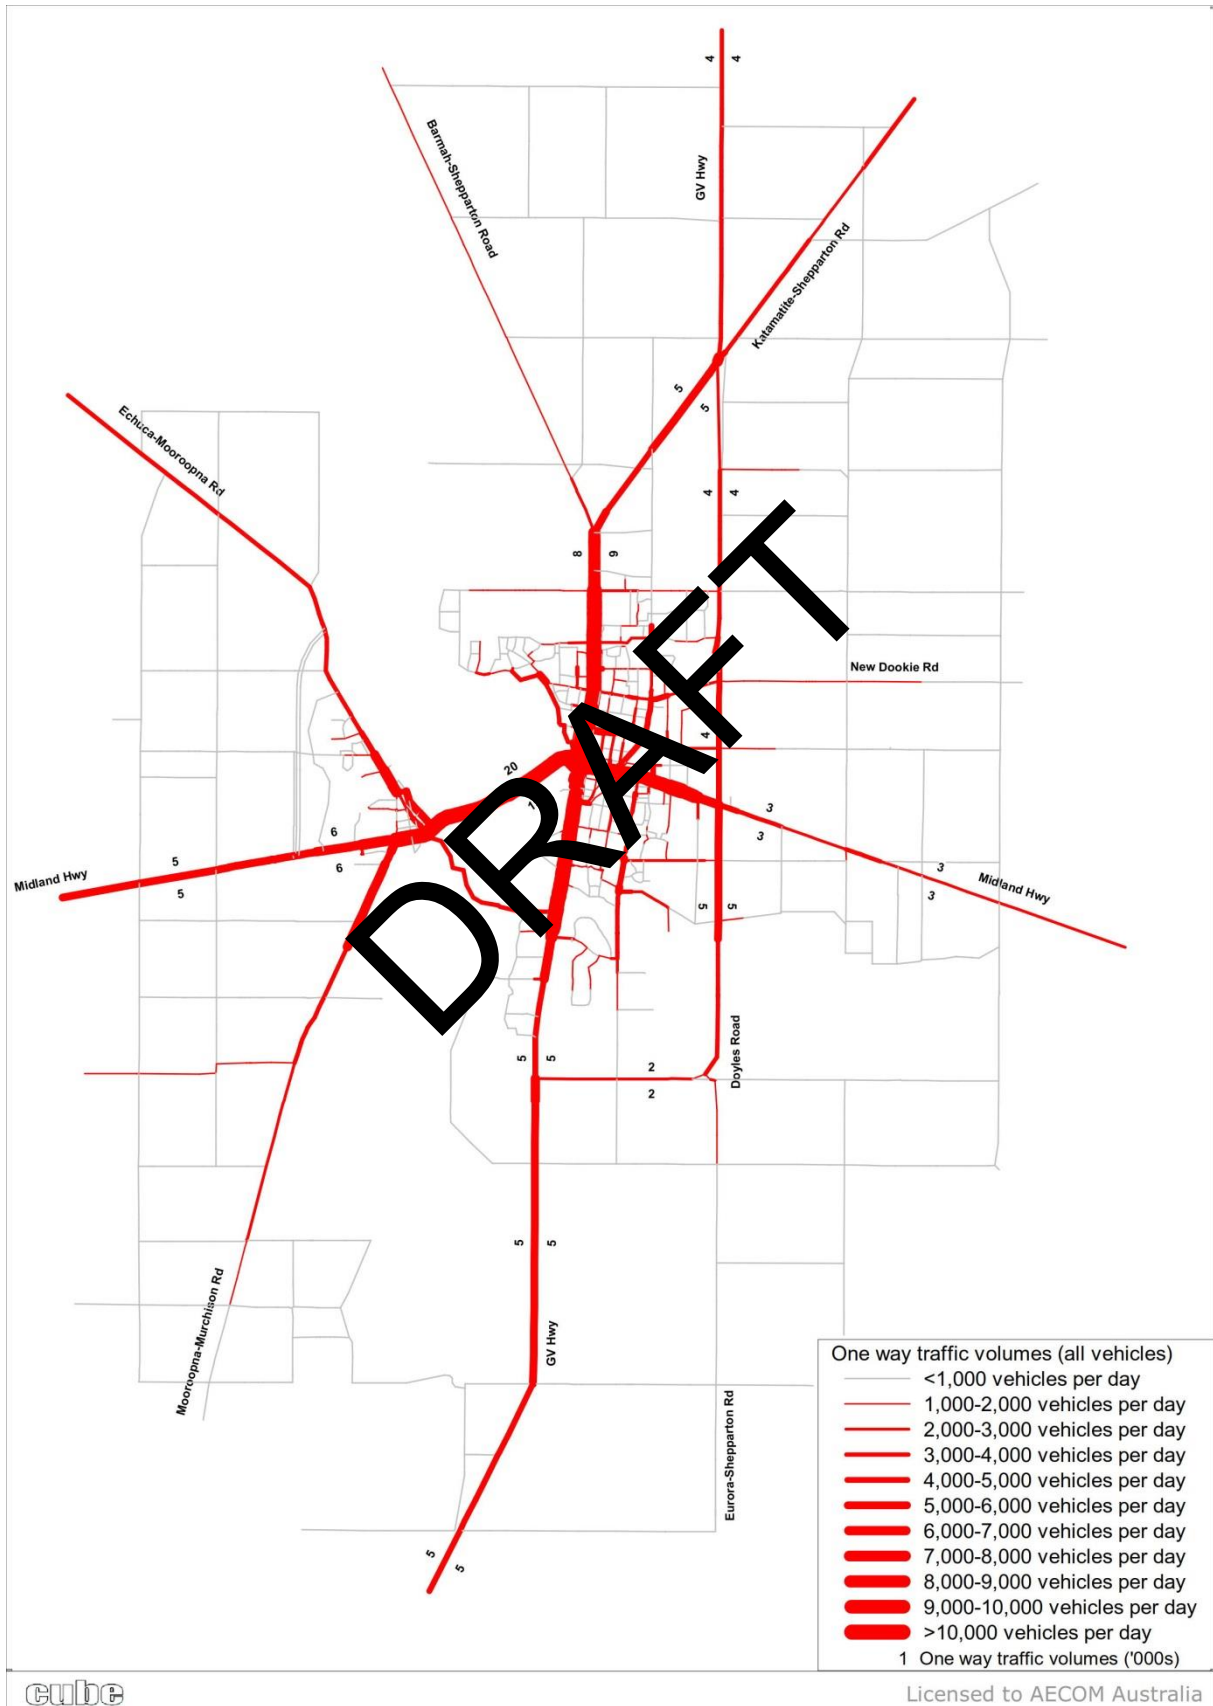 4 4
Barmah-Shepparton Road
GV Hwy
Katamatite-Shepparton Rd
5 5
Echuca-Mooroopna Rd
4 4
8 9
New Dookie Rd
4
20
3
3
6
6
5
5
Midland Hwy
3
3
Midland Hwy
5 5
DRAFT
5 5
2
2
Doyles Road
5 5
Mooroopna-Murchison Rd
GV Hwy
Eurora-Shepparton Rd
5
5
One way traffic volumes (all vehicles)
<1,000 vehicles per day
1,000-2,000 vehicles per day
2,000-3,000 vehicles per day
3,000-4,000 vehicles per day
4,000-5,000 vehicles per day
5,000-6,000 vehicles per day
6,000-7,000 vehicles per day
7,000-8,000 vehicles per day
8,000-9,000 vehicles per day
9,000-10,000 vehicles per day
>10,000 vehicles per day
1 One way traffic volumes ('000s)
cube
Licensed to AECOM Australia